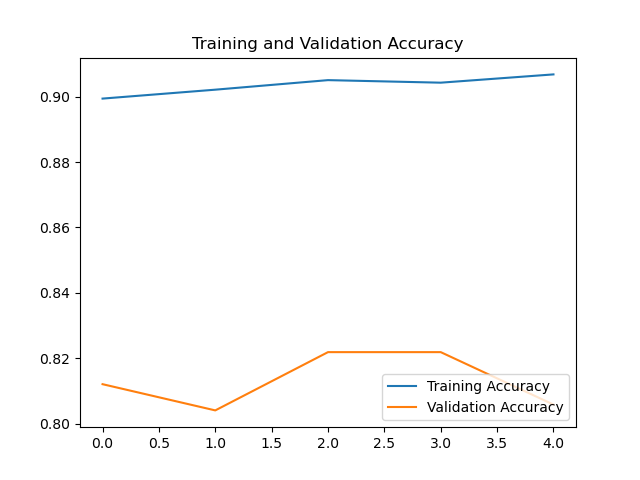 Training and Validation Accuracy
0.90
0.88
0.86
0.84
0.82
0.80
Training Accuracy
Validation Accuracy
0.0 0.5 1.0 1.5 2.0 2.5 3.0 3.5 4.0